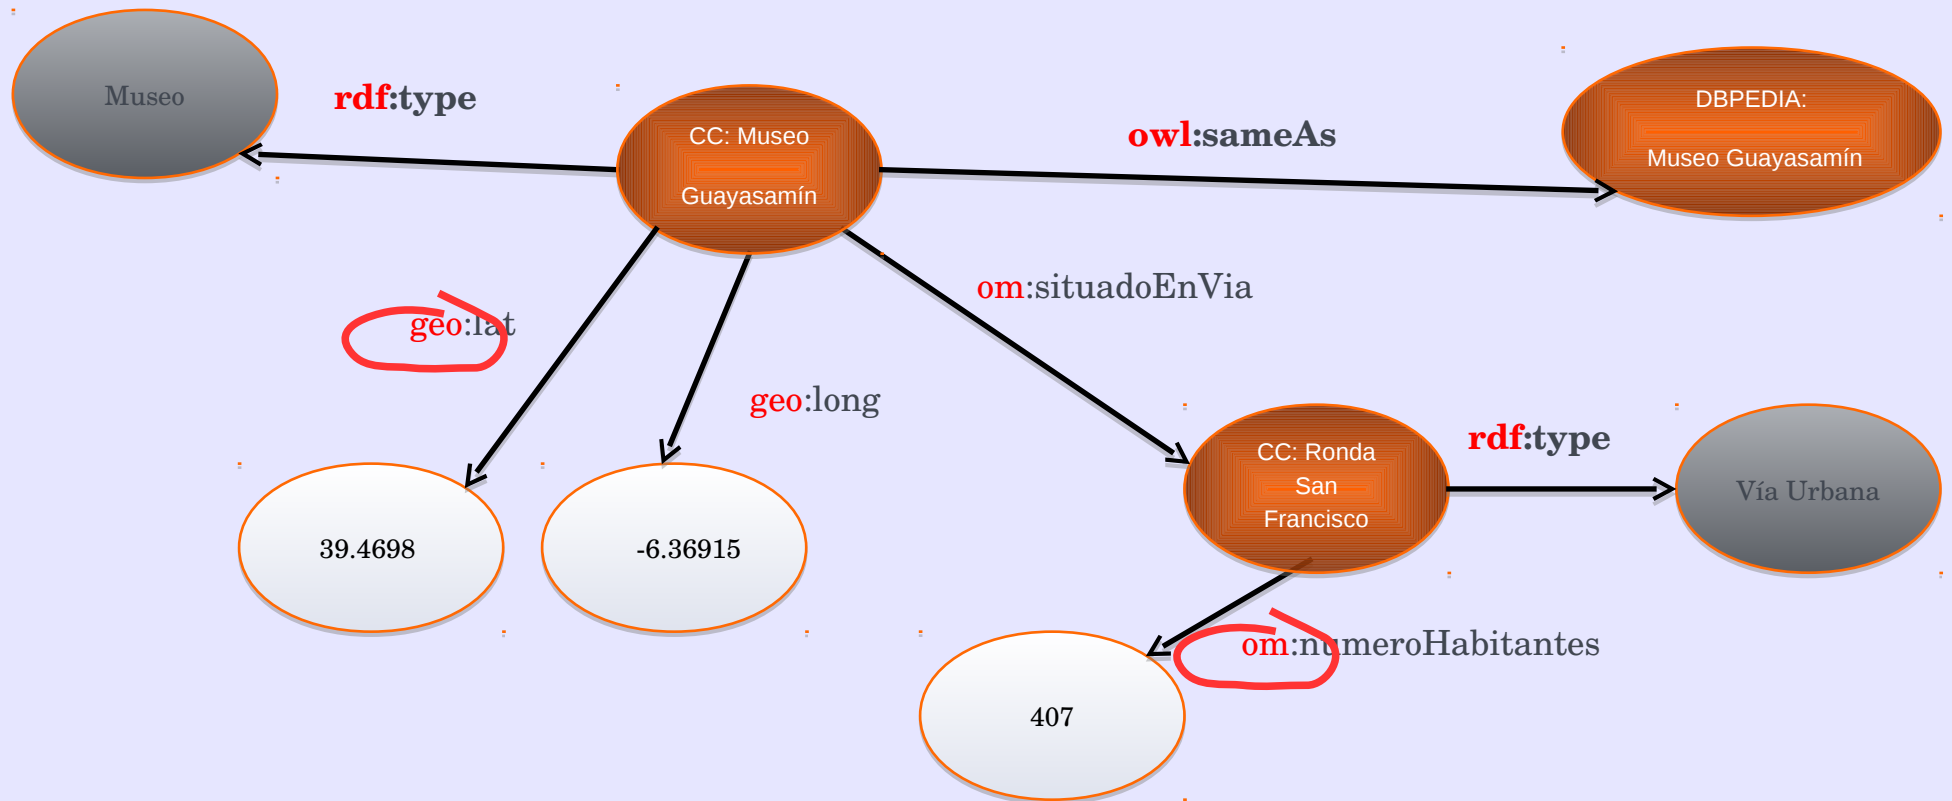 Museo
rdf:type
CC: Museo
Guayasamín
owl:sameAs
DBPEDIA:
Museo Guayasamín
geo:lat
om:situadoEnVia
geo:long
39.4698
-6.36915
CC: Ronda
San
Francisco
rdf:type
Vía Urbana
om:numeroHabitantes
407